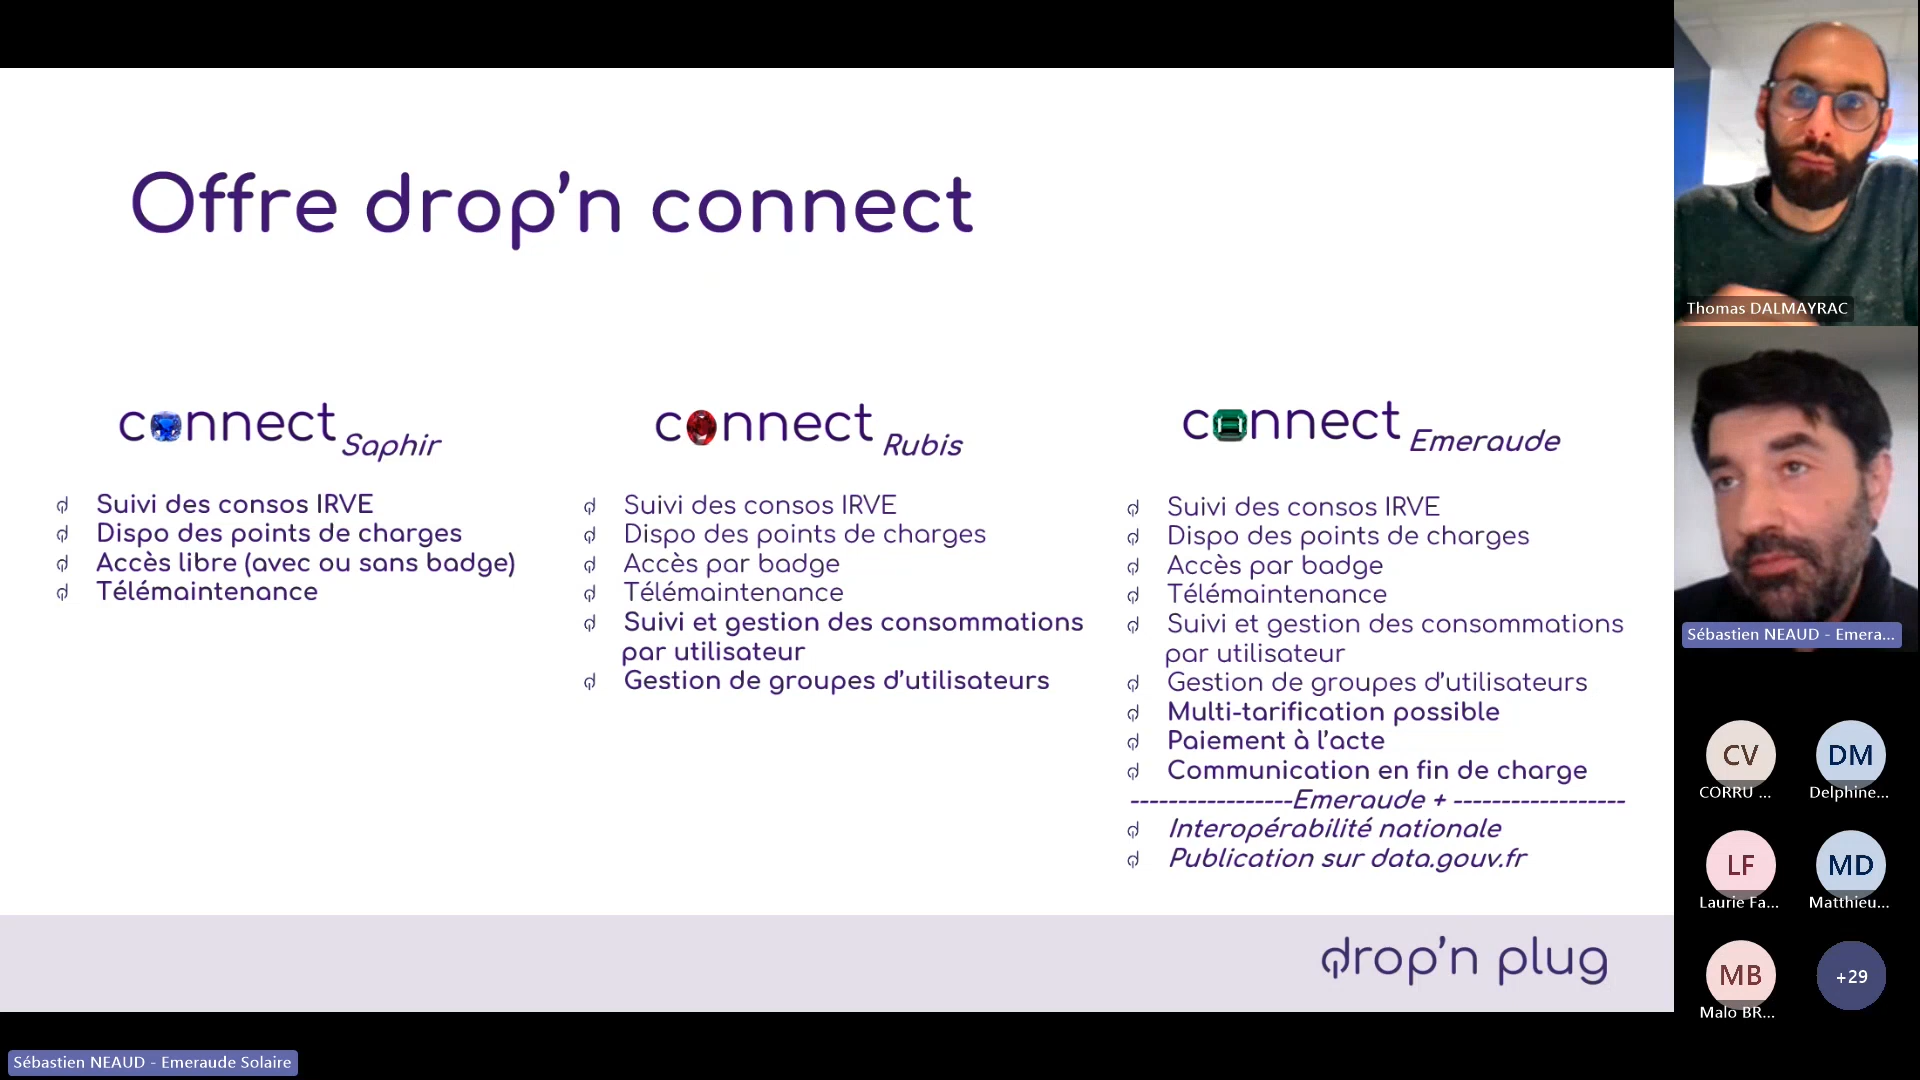 Offre drop’n connect
connect Saphir
Suivi des consos IRVE
Dispo des points de charges
Accès libre (avec ou sans badge)
Télémaintenance
connect Rubis
Suivi des consos IRVE
Dispo des points de charges
Accès par badge
Télémaintenance
Suivi et gestion des consommations
par utilisateur
Gestion de groupes d’utilisateurs
connect Emeraude
Suivi des consos IRVE
Dispo des points de charges
Accès par badge
Télémaintenance
Suivi et gestion des consommations
par utilisateur
Gestion de groupes d’utilisateurs
Multi-tarification possible
Paiement à l’acte
Communication en fin de charge
-----------------Emeraude + ------------------
Interopérabilité nationale
Publication sur data.gouv.fr
drop’n plug
Sébastien NEAUD - Emeraude Solaire
Thomas DALMAYRAC
Sébastien NEAUD - Emera...
CV
CORRU ...
DM
Delphine...
LF
Laurie Fa...
MD
Matthieu...
MB
Malo BR...
+29